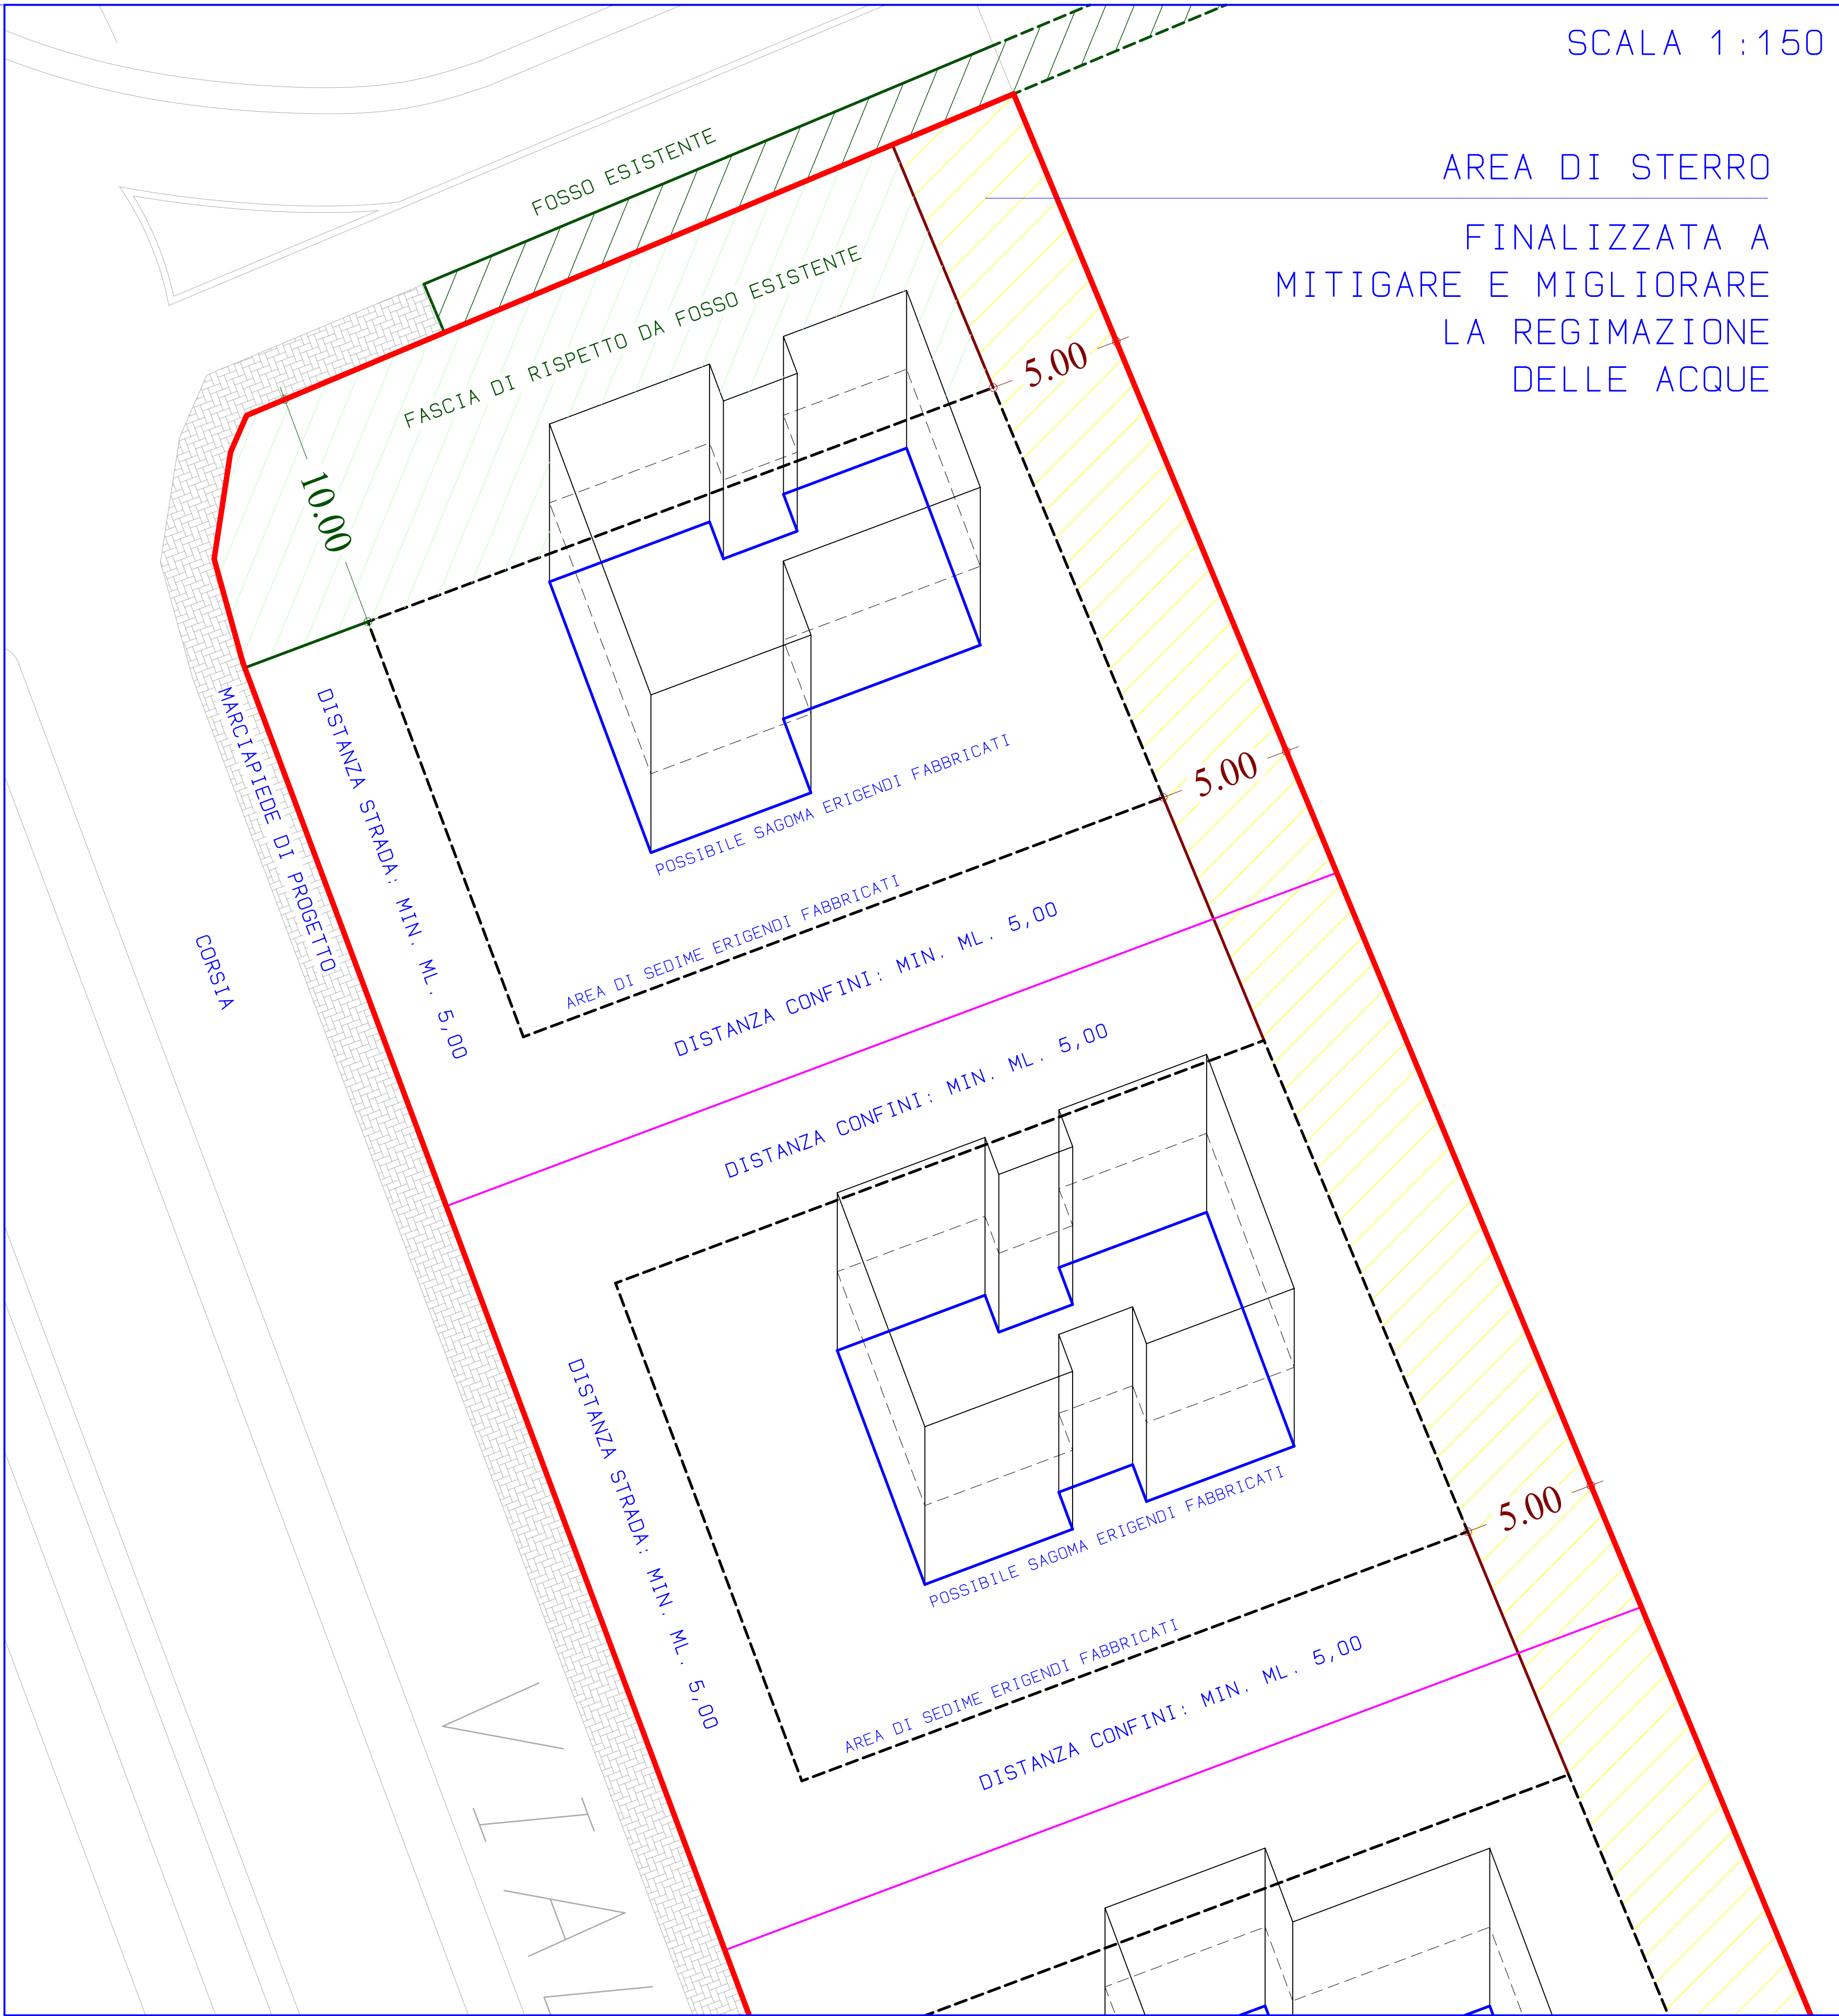 SCALA 1:150
AREA DI STERRO
FINALIZZATA A
MITIGARE E MIGLIORARE
LA REGIMAZIONE
DELLE ACQUE
FOSSO ESISTENTE
FASCIA DI RISPETTO DA FOSSO ESISTENTE
5.00
10.00
5.00
MARCIAPIEDE DI PROGETTO
DISTANZA STRADA: MIN. ML. 5,00
POSSIBILE SAGOMA ERIGENDI FABBRICATI
AREA DI SEDIME ERIGENDI FABBRICATI
DISTANZA CONFINI: MIN. ML. 5,00
CORSIA
DISTANZA CONFINI: MIN. ML. 5,00
DISTANZA STRADA: MIN. ML. 5,00
POSSIBILE SAGOMA ERIGENDI FABBRICATI
5.00
AREA DI SEDIME ERIGENDI FABBRICATI
DISTANZA CONFINI: MIN. ML. 5,00
VIA